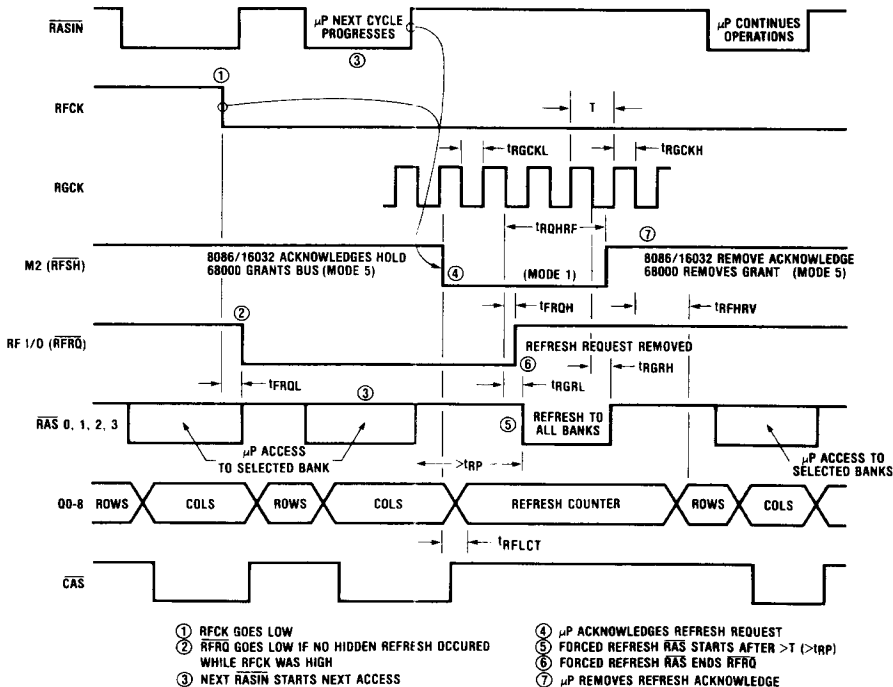 RASIN
μP NEXT CYCLE
PROGRESSES
μP CONTINUES
OPERATIONS
③
①
RFCK
T
tRGCKL
tRGCKH
RGCK
tRQHRF
⑦
M2 (RFSH)
8086/16032 ACKNOWLEDGES HOLD
68000 GRANTS BUS (MODE 5)
④
(MODE 1)
8086/16032 REMOVE ACKNOWLEDGE
68000 REMOVES GRANT (MODE 5)
tFRQH
tRFHRV
②
RF I/O (RFRQ)
REFRESH REQUEST REMOVED
⑥
tFRQL
③
tRGRL
tRGRH
RAS 0, 1, 2, 3
⑤
REFRESH TO
ALL BANKS
μP ACCESS
TO SELECTED BANK
μP ACCESS TO
SELECTED BANKS
>tRP
Q0-8
ROWS
COLS
ROWS
COLS
REFRESH COUNTER
ROWS
COLS
tRFLCT
CAS
① RFCK GOES LOW
② RFRQ GOES LOW IF NO HIDDEN REFRESH OCCURED
WHILE RFCK WAS HIGH
③ NEXT RASIN STARTS NEXT ACCESS
④ μP ACKNOWLEDGES REFRESH REQUEST
⑤ FORCED REFRESH RAS STARTS AFTER >T (>tRP)
⑥ FORCED REFRESH RAS ENDS RFRQ
⑦ μP REMOVES REFRESH ACKNOWLEDGE